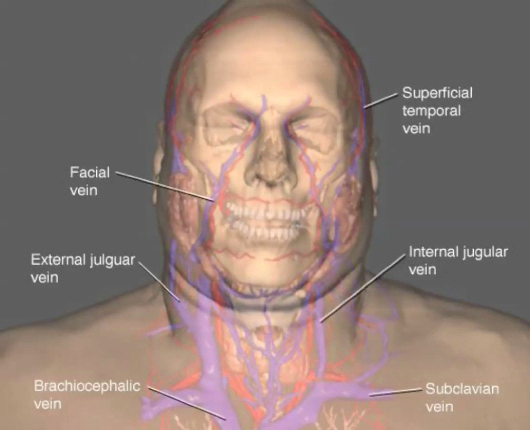 Superficial
temporal
vein
Facial
vein
External julguar
vein
Internal jugular
vein
Brachiocephalic
vein
Subclavian
vein